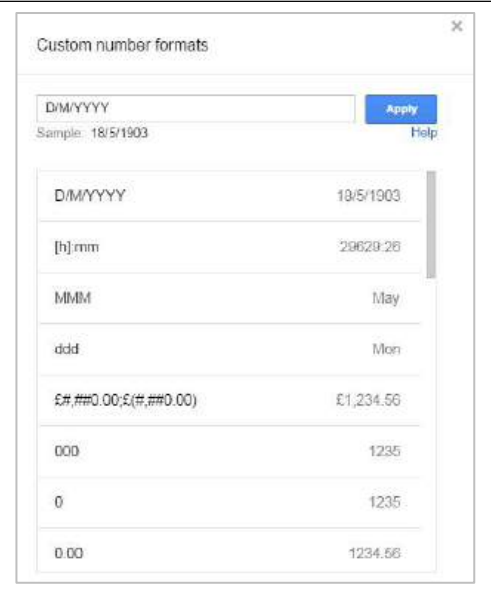 Custom number formats
×
D/M/YYYY
Apply
Sample: 18/5/1903
Help
D/M/YYYY 18/5/1903
[h]:mm 29629:26
MMM May
ddd Mon
£#,##0.00;£(#,##0.00) £1,234.56
000 1235
0 1235
0.00 1234.56